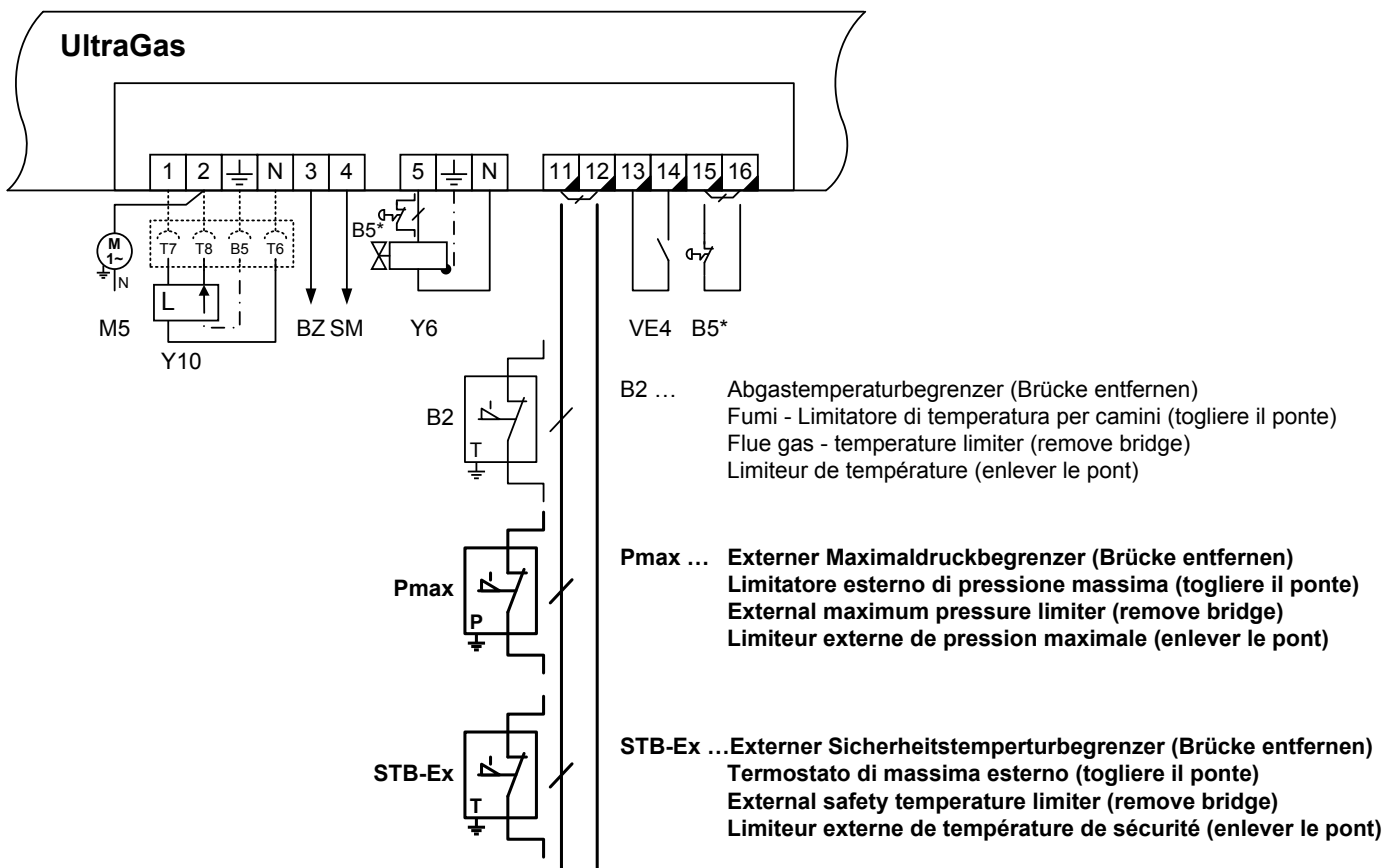 UltraGas
1 2 N 3 4 5 N 11 12 13 14 15 16
B5*
M 1~
T7 T8 B5 T6
N
L
M5 BZ SM Y6 VE4 B5*
Y10
B2
T
B2 … Abgastemperaturbegrenzer (Brücke entfernen)
Fumi - Limitatore di temperatura per camini (togliere il ponte)
Flue gas - temperature limiter (remove bridge)
Limiteur de température (enlever le pont)
Pmax
P
Pmax … Externer Maximaldruckbegrenzer (Brücke entfernen)
Limitatore esterno di pressione massima (togliere il ponte)
External maximum pressure limiter (remove bridge)
Limiteur externe de pression maximale (enlever le pont)
STB-Ex
T
STB-Ex …Externer Sicherheitstemperturbegrenzer (Brücke entfernen)
Termostato di massima esterno (togliere il ponte)
External safety temperature limiter (remove bridge)
Limiteur externe de température de sécurité (enlever le pont)